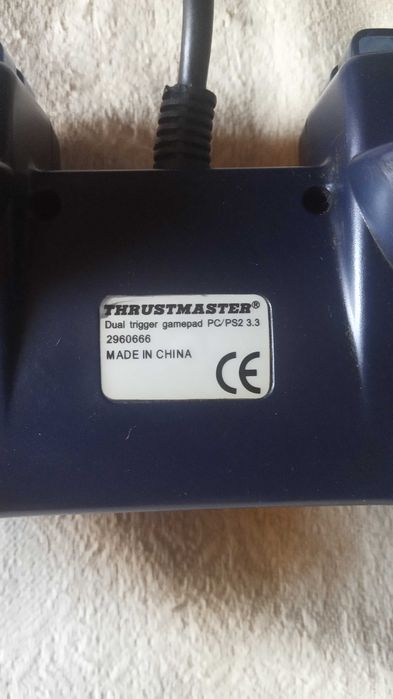 THRUSTMASTER®
Dual trigger gamepad PC/PS2 3.3
2960666
MADE IN CHINA
CE